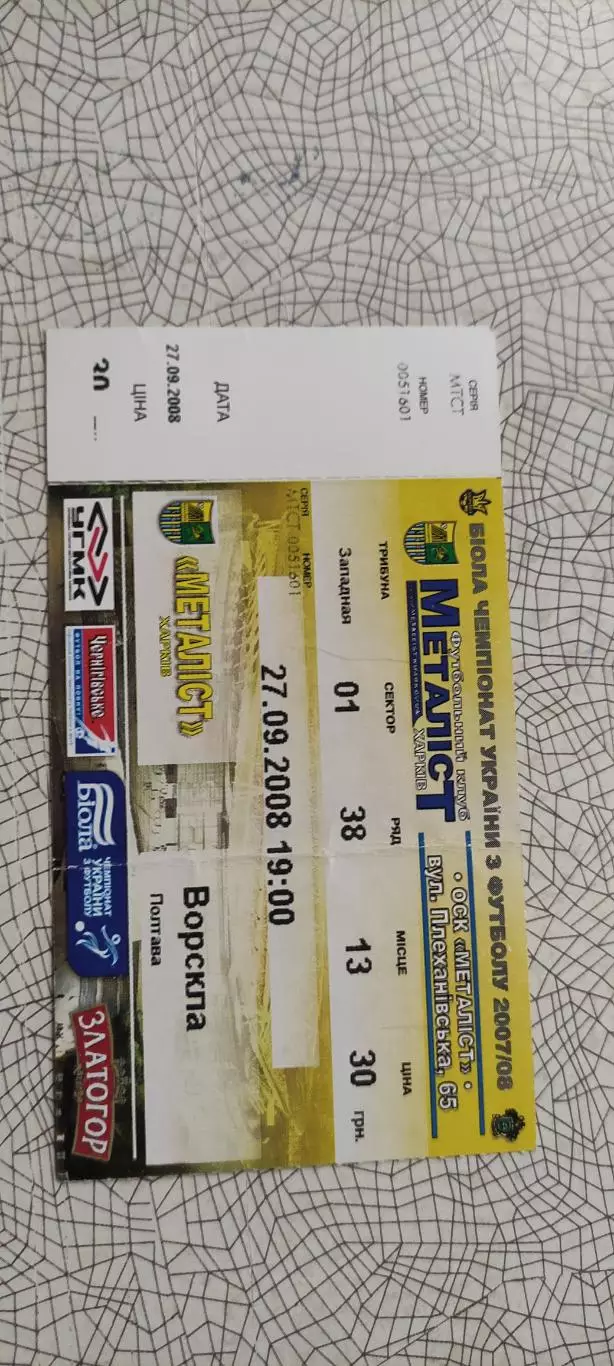 СЕРІЯ
МТСТ
НОМЕР
0051601
ДАТА
27.09.2008
ЦІНА
30
БІОЛА ЧЕМПІОНАТ УКРАЇНИ З ФУТБОЛУ 2007/08
Футбольний клуб
МЕТАЛІСТ
ХАРКІВ
• ОСК «МЕТАЛІСТ» •
вул. Плеханівська, 65
ТРИБУНА СЕКТОР РЯД МІСЦЕ ЦІНА
Западная 01 38 13 30 грн.
СЕРІЯ НОМЕР
МТСТ 0051601
27.09.2008 19:00
«МЕТАЛІСТ»
ХАРКІВ
Ворскла
Полтава
УГМК
Чернігівське
Біола
ЧЕМПІОНАТ
УКРАЇНИ
З ФУТБОЛУ
ЗЛАТОГОР